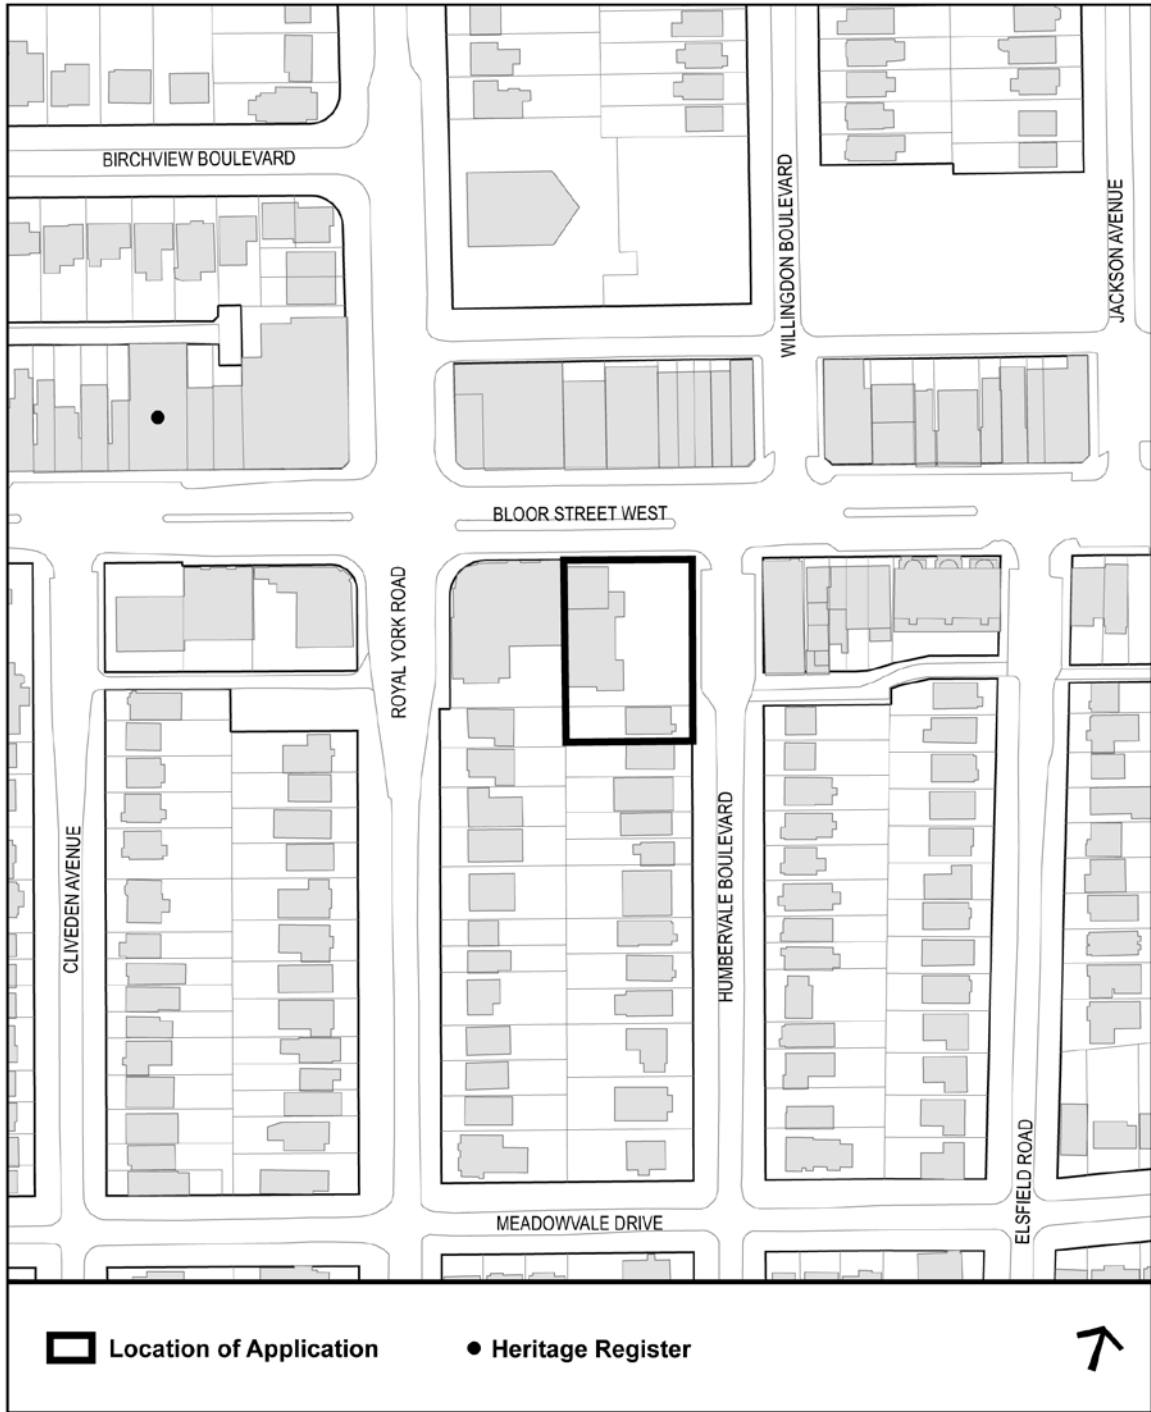 BIRCHVIEW BOULEVARD
WILLINGDON BOULEVARD
JACKSON AVENUE
BLOOR STREET WEST
ROYAL YORK ROAD
CLIVEDEN AVENUE
HUMBERVALE BOULEVARD
ELSFIELD ROAD
MEADOWVALE DRIVE
Location of Application
Heritage Register